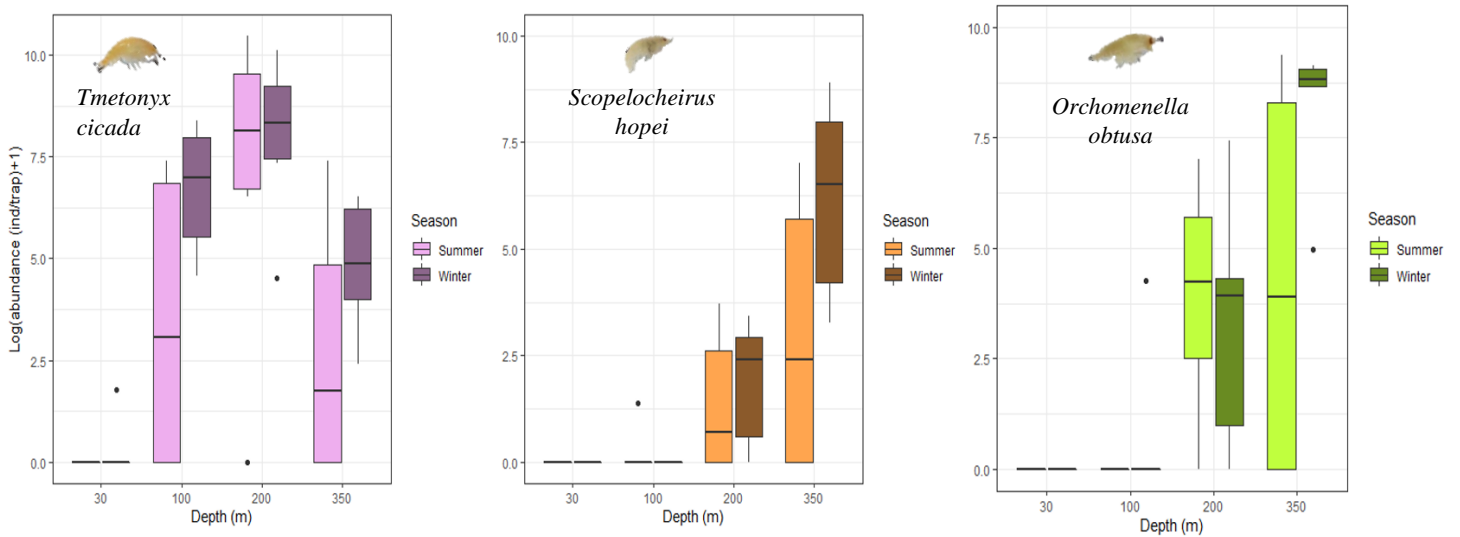 Log(abundance (ind/trap)+1)
10.0
7.5
5.0
2.5
0.0
Tmetonyx
cicada
30 100 200 350
Depth (m)
Season
Summer
Winter
10.0
7.5
5.0
2.5
0.0
Scopelocheirus
hopei
30 100 200 350
Depth (m)
Season
Summer
Winter
10.0
7.5
5.0
2.5
0.0
Orchomenella
obtusa
30 100 200 350
Depth (m)
Season
Summer
Winter